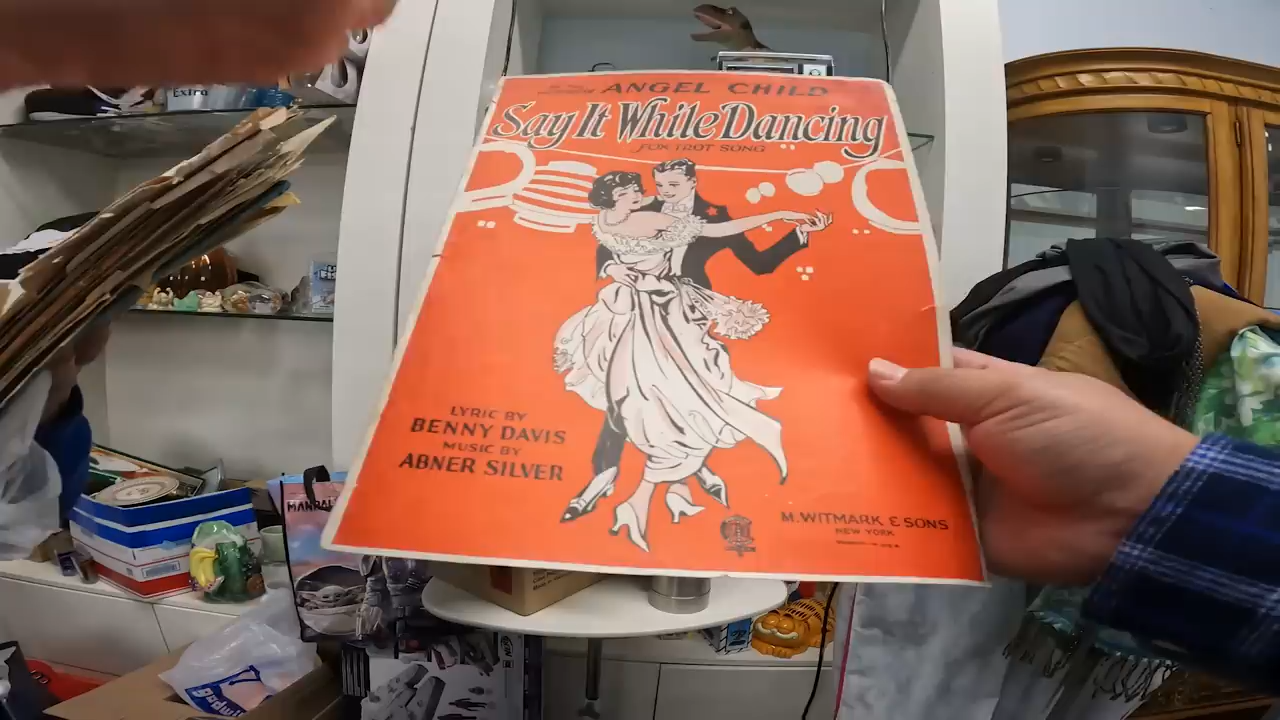 ANGEL CHILD
Say It While Dancing
FOX TROT SONG
LYRIC BY
BENNY DAVIS
MUSIC BY
ABNER SILVER
M. WITMARK & SONS
NEW YORK
Extra